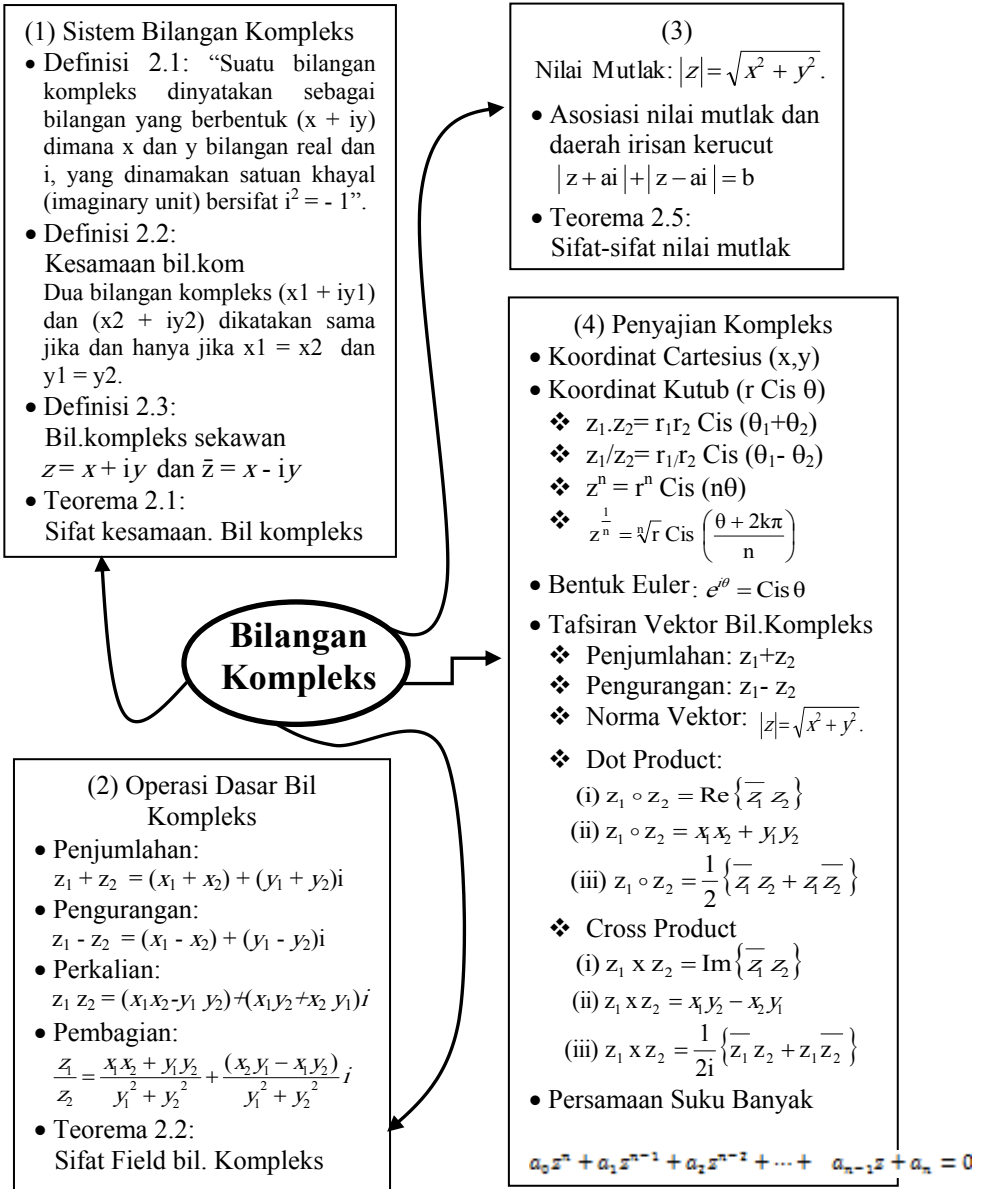 (1) Sistem Bilangan Kompleks
• Definisi 2.1: “Suatu bilangan
kompleks dinyatakan sebagai
bilangan yang berbentuk (x + iy)
dimana x dan y bilangan real dan
i, yang dinamakan satuan khayal
(imaginary unit) bersifat i² = - 1”.
• Definisi 2.2:
Kesamaan bil.kom
Dua bilangan kompleks (x1 + iy1)
dan (x2 + iy2) dikatakan sama
jika dan hanya jika x1 = x2 dan
y1 = y2.
• Definisi 2.3:
Bil.kompleks sekawan
z = x + iy dan z̄ = x - iy
• Teorema 2.1:
Sifat kesamaan. Bil kompleks
Bilangan
Kompleks
(2) Operasi Dasar Bil
Kompleks
• Penjumlahan:
z₁ + z₂ = (x₁ + x₂) + (y₁ + y₂)i
• Pengurangan:
z₁ - z₂ = (x₁ - x₂) + (y₁ - y₂)i
• Perkalian:
z₁ z₂ = (x₁x₂-y₁ y₂)+(x₁y₂+x₂ y₁)i
• Pembagian:
z₁/z₂ = (x₁x₂ + y₁y₂)/(y₁² + y₂²) + (x₂y₁ − x₁y₂)/(y₁² + y₂²) i
• Teorema 2.2:
Sifat Field bil. Kompleks
(3)
Nilai Mutlak: |z| = √(x² + y²).
• Asosiasi nilai mutlak dan
daerah irisan kerucut
|z + ai| + |z − ai| = b
• Teorema 2.5:
Sifat-sifat nilai mutlak
(4) Penyajian Kompleks
• Koordinat Cartesius (x,y)
• Koordinat Kutub (r Cis θ)
❖ z₁.z₂= r₁r₂ Cis (θ₁+θ₂)
❖ z₁/z₂= r₁/r₂ Cis (θ₁- θ₂)
❖ zⁿ = rⁿ Cis (nθ)
❖ z^(1/n) = ⁿ√r Cis ((θ + 2kπ)/n)
• Bentuk Euler: e^(iθ) = Cis θ
• Tafsiran Vektor Bil.Kompleks
❖ Penjumlahan: z₁+z₂
❖ Pengurangan: z₁- z₂
❖ Norma Vektor: |z| = √(x² + y²).
❖ Dot Product:
(i) z₁ ∘ z₂ = Re{z̄₁ z₂}
(ii) z₁ ∘ z₂ = x₁x₂ + y₁y₂
(iii) z₁ ∘ z₂ = 1/2 {z̄₁ z₂ + z₁ z̄₂}
❖ Cross Product
(i) z₁ x z₂ = Im{z̄₁ z₂}
(ii) z₁ x z₂ = x₁y₂ − x₂y₁
(iii) z₁ x z₂ = 1/2i {z̄₁ z₂ + z₁ z̄₂}
• Persamaan Suku Banyak
a₀zⁿ + a₁zⁿ⁻¹ + a₂zⁿ⁻² + ⋯ + aₙ₋₁z + aₙ = 0